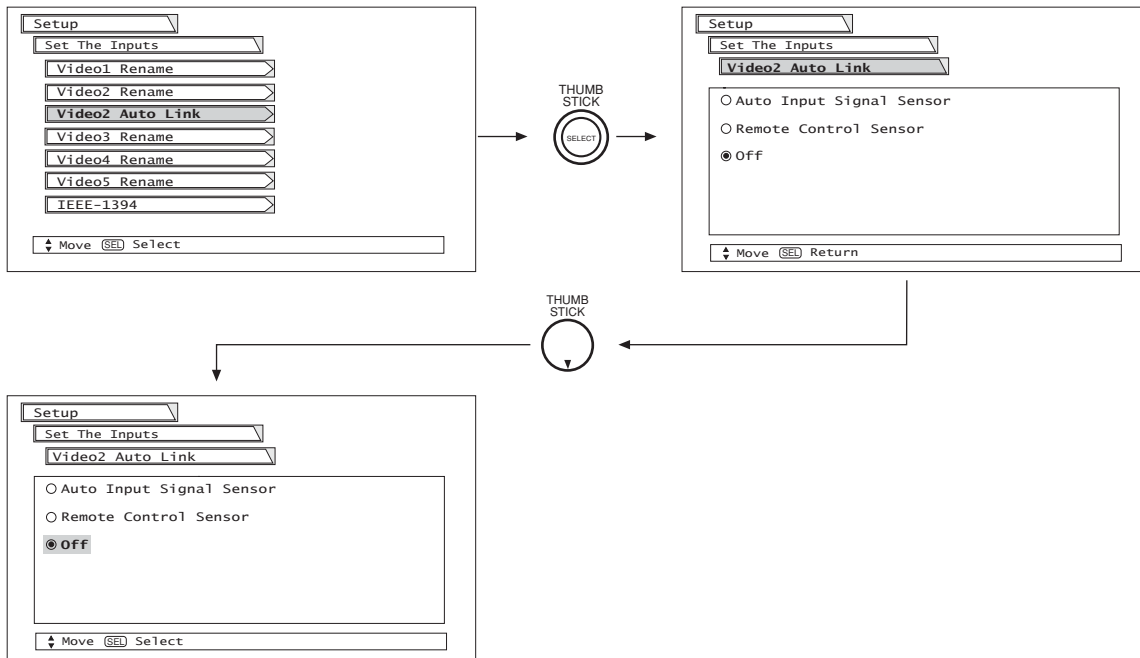 Setup
Set The Inputs
Video1 Rename
Video2 Rename
Video2 Auto Link
Video3 Rename
Video4 Rename
Video5 Rename
IEEE-1394
Move SEL Select
THUMB
STICK
SELECT
Setup
Set The Inputs
Video2 Auto Link
Auto Input Signal Sensor
Remote Control Sensor
Off
Move SEL Return
THUMB
STICK
Setup
Set The Inputs
Video2 Auto Link
Auto Input Signal Sensor
Remote Control Sensor
Off
Move SEL Select